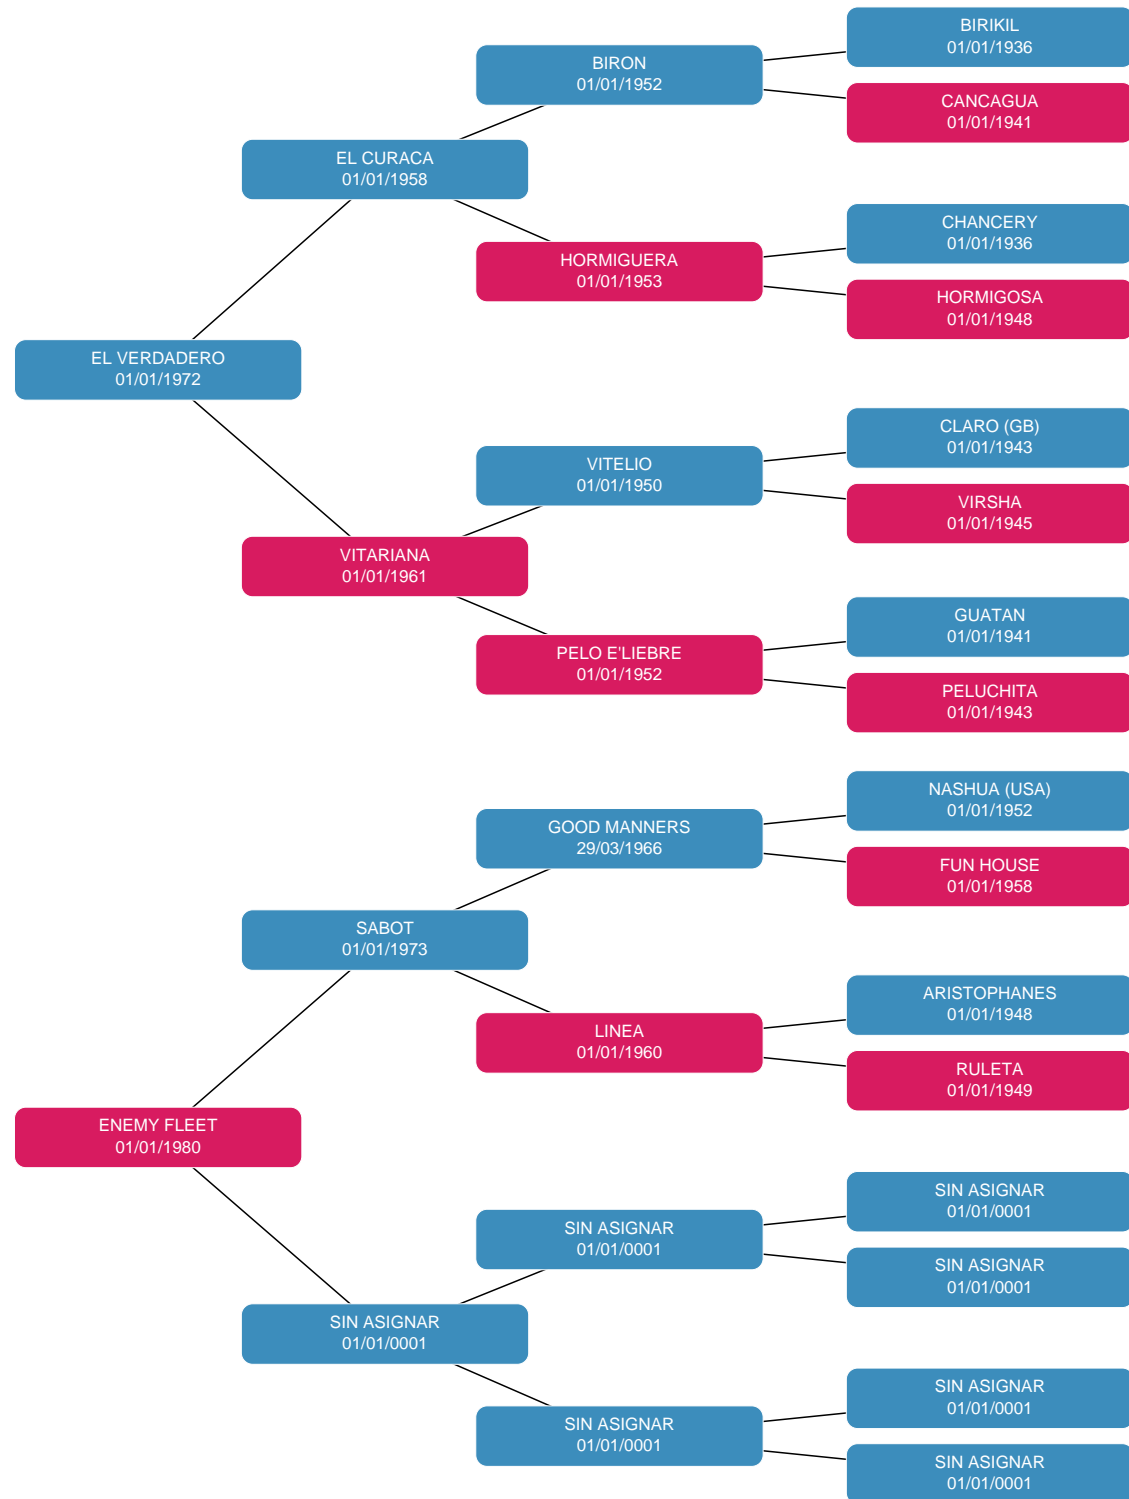 BIRIKIL
01/01/1936
BIRON
01/01/1952
CANCAGUA
01/01/1941
EL CURACA
01/01/1958
CHANCERY
01/01/1936
HORMIGUERA
01/01/1953
HORMIGOSA
01/01/1948
EL VERDADERO
01/01/1972
CLARO (GB)
01/01/1943
VITELIO
01/01/1950
VIRSHA
01/01/1945
VITARIANA
01/01/1961
GUATAN
01/01/1941
PELO E'LIEBRE
01/01/1952
PELUCHITA
01/01/1943
NASHUA (USA)
01/01/1952
GOOD MANNERS
29/03/1966
FUN HOUSE
01/01/1958
SABOT
01/01/1973
ARISTOPHANES
01/01/1948
LINEA
01/01/1960
RULETA
01/01/1949
ENEMY FLEET
01/01/1980
SIN ASIGNAR
01/01/0001
SIN ASIGNAR
01/01/0001
SIN ASIGNAR
01/01/0001
SIN ASIGNAR
01/01/0001
SIN ASIGNAR
01/01/0001
SIN ASIGNAR
01/01/0001
SIN ASIGNAR
01/01/0001